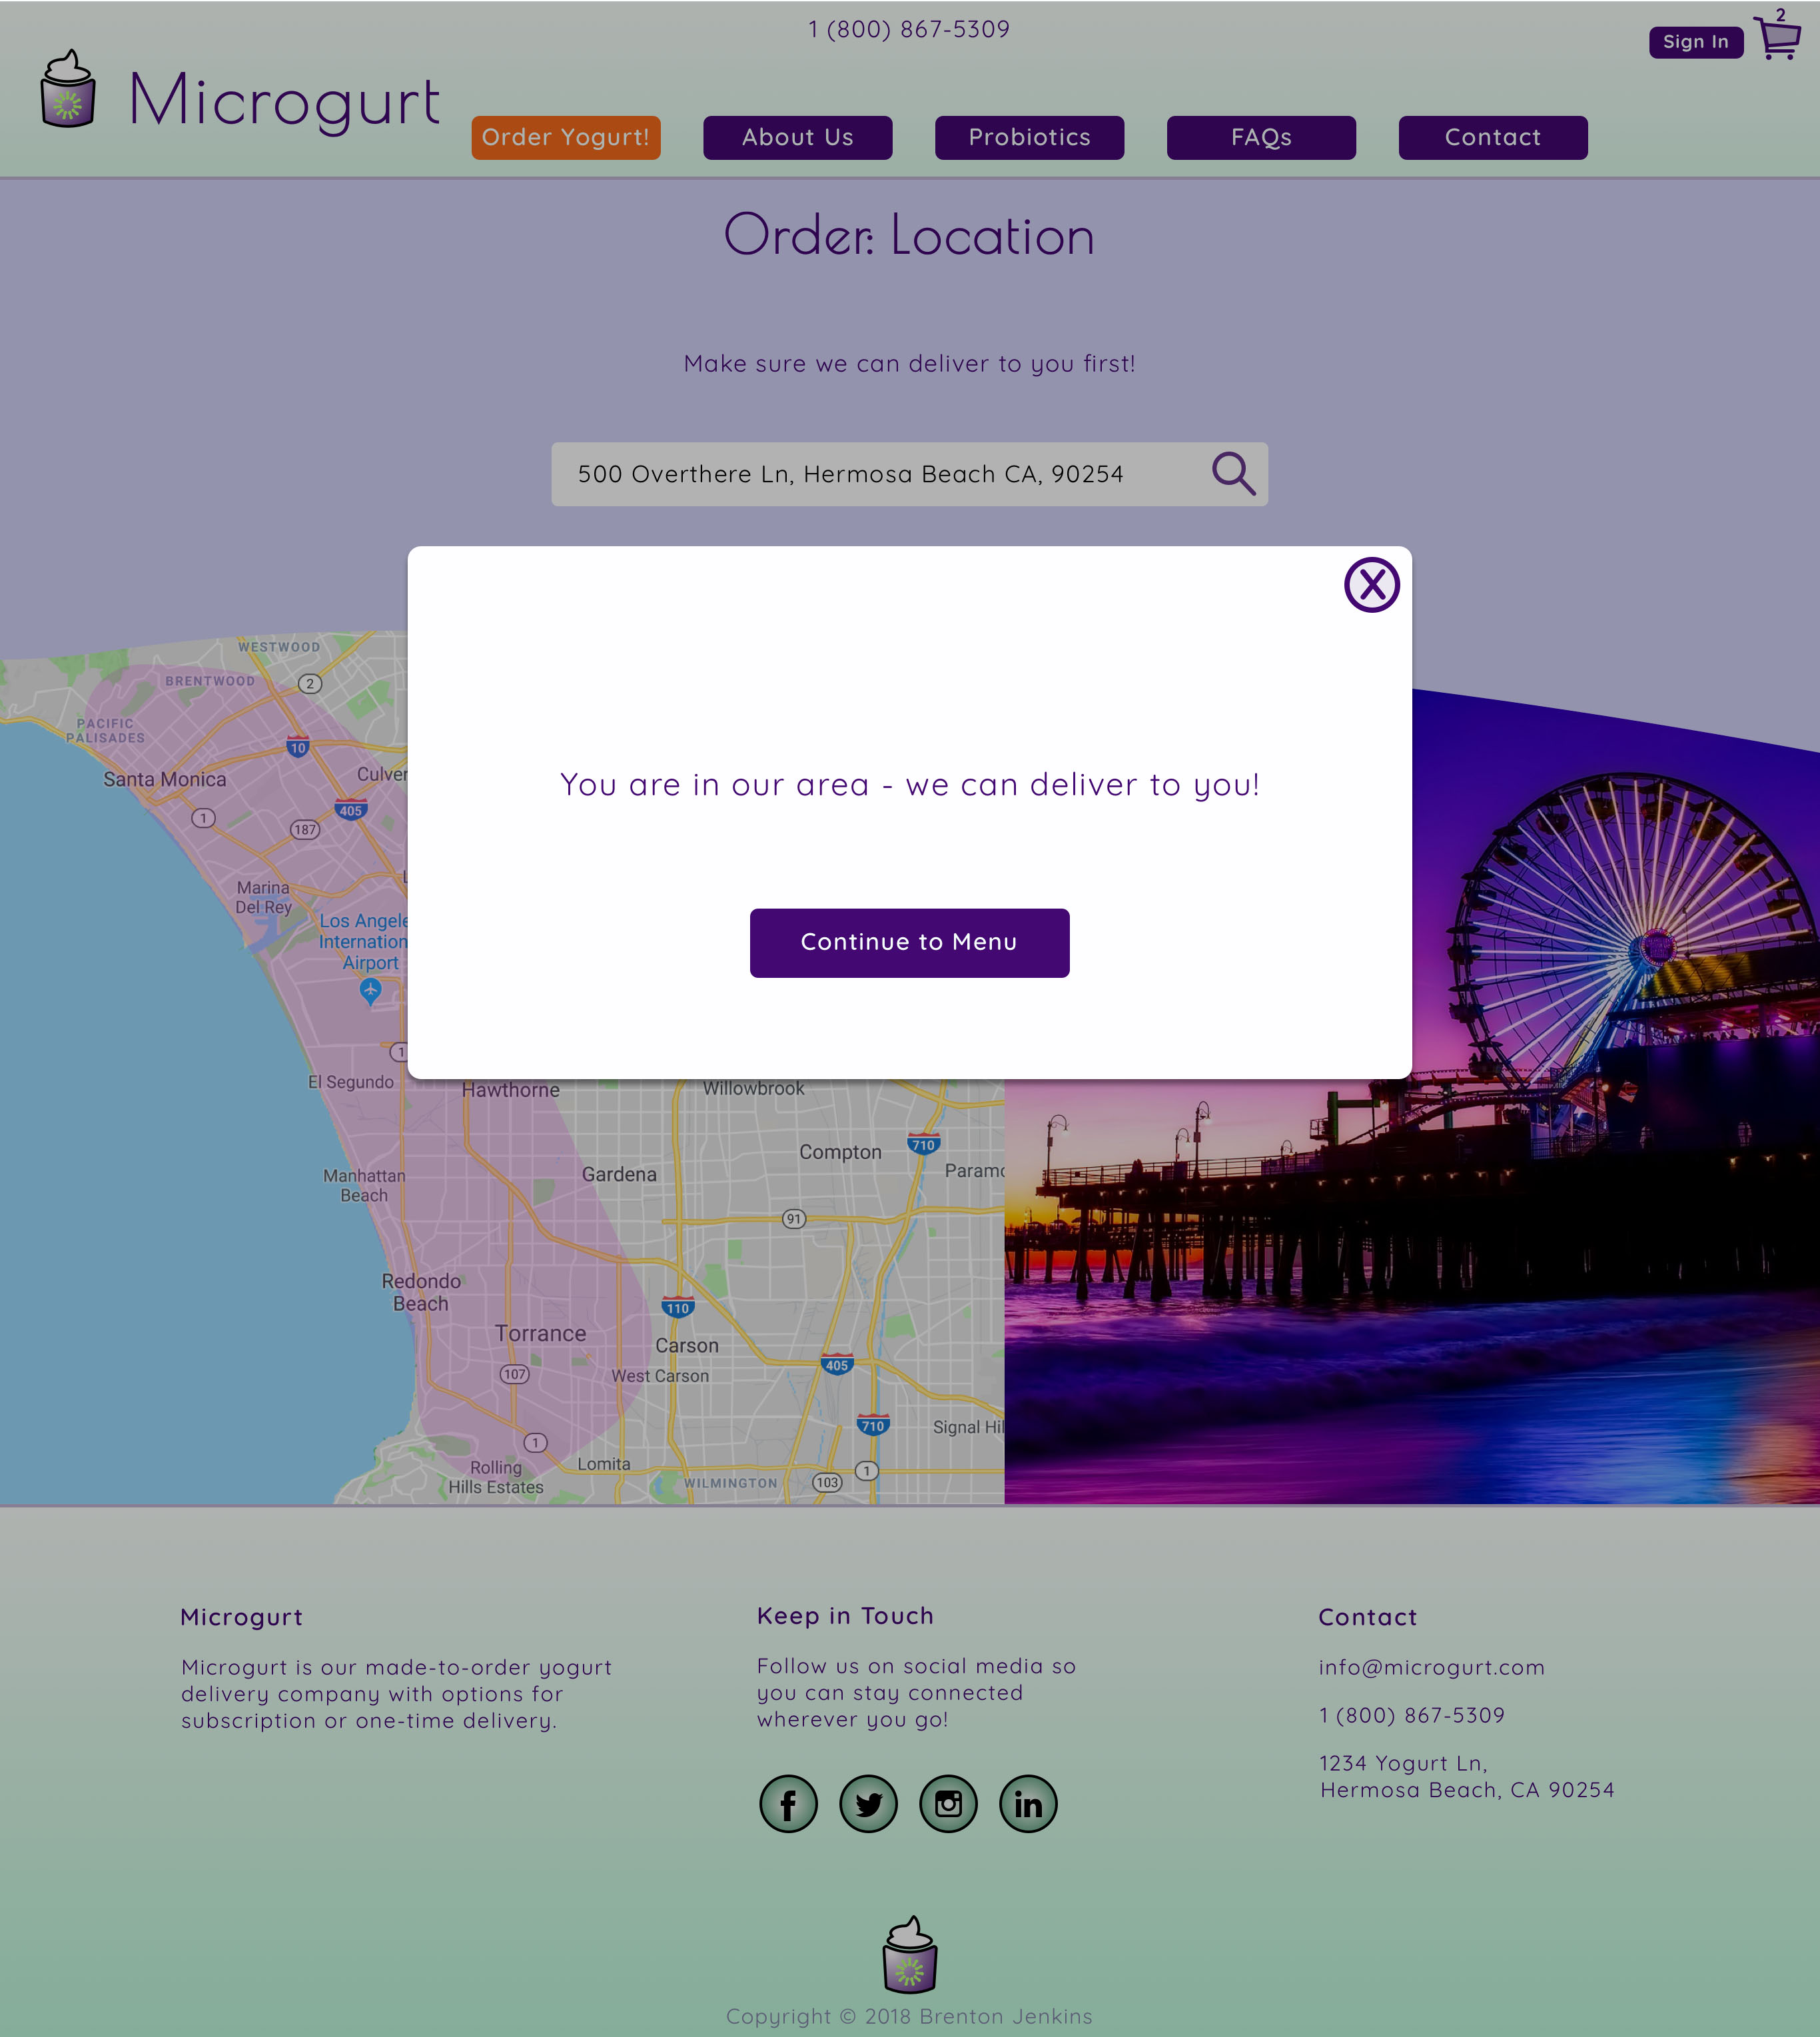 1 (800) 867-5309
2
Sign In
Microgurt
Order Yogurt!
About Us
Probiotics
FAQs
Contact
Order: Location
Make sure we can deliver to you first!
500 Overthere Ln, Hermosa Beach CA, 90254
X
You are in our area - we can deliver to you!
Continue to Menu
WESTWOOD
BRENTWOOD
2
PACIFIC
PALISADES
10
Santa Monica
Culver
405
1
187
Marina
Del Rey
Los Angele
Internation
Airport
1
El Segundo
Hawthorne
Willowbrook
Compton
710
Manhattan
Beach
Gardena
Paramo
91
Redondo
Beach
110
Torrance
Carson
405
107
West Carson
710
Signal Hil
1
Rolling
Hills Estates
Lomita
WILMINGTON
103
1
Microgurt
Microgurt is our made-to-order yogurt
delivery company with options for
subscription or one-time delivery.
Keep in Touch
Follow us on social media so
you can stay connected
wherever you go!
f
in
Contact
info@microgurt.com
1 (800) 867-5309
1234 Yogurt Ln,
Hermosa Beach, CA 90254
Copyright © 2018 Brenton Jenkins